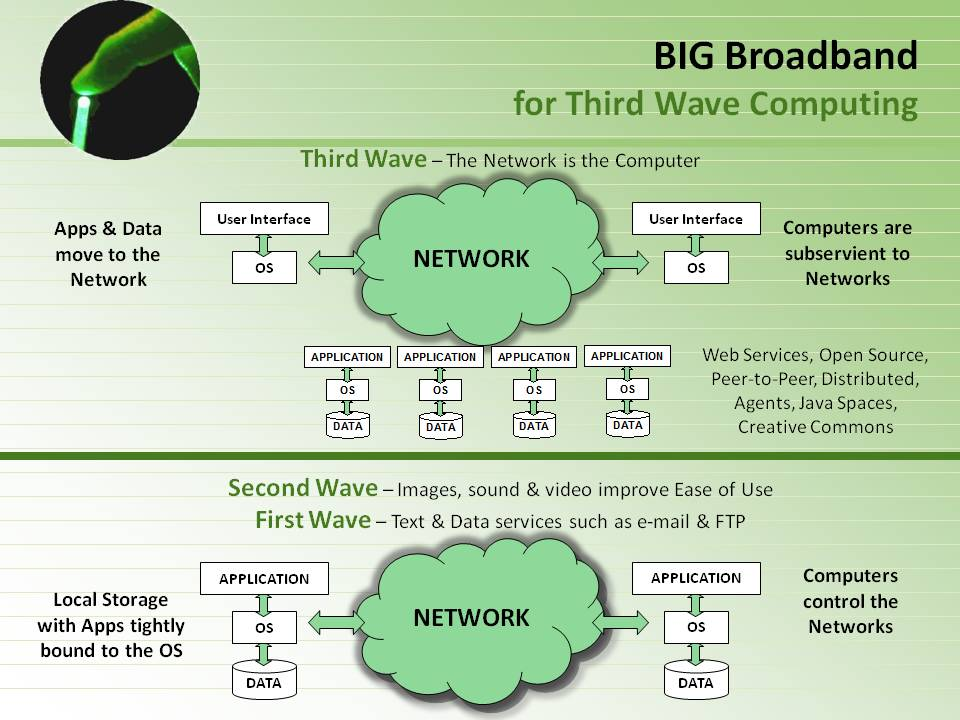 BIG Broadband
for Third Wave Computing
Third Wave – The Network is the Computer
Apps & Data
move to the
Network
User Interface
OS
NETWORK
User Interface
OS
Computers are
subservient to
Networks
APPLICATION
OS
DATA
APPLICATION
OS
DATA
APPLICATION
OS
DATA
APPLICATION
OS
DATA
Web Services, Open Source,
Peer-to-Peer, Distributed,
Agents, Java Spaces,
Creative Commons
Second Wave – Images, sound & video improve Ease of Use
First Wave – Text & Data services such as e-mail & FTP
Local Storage
with Apps tightly
bound to the OS
APPLICATION
OS
DATA
NETWORK
APPLICATION
OS
DATA
Computers
control the
Networks